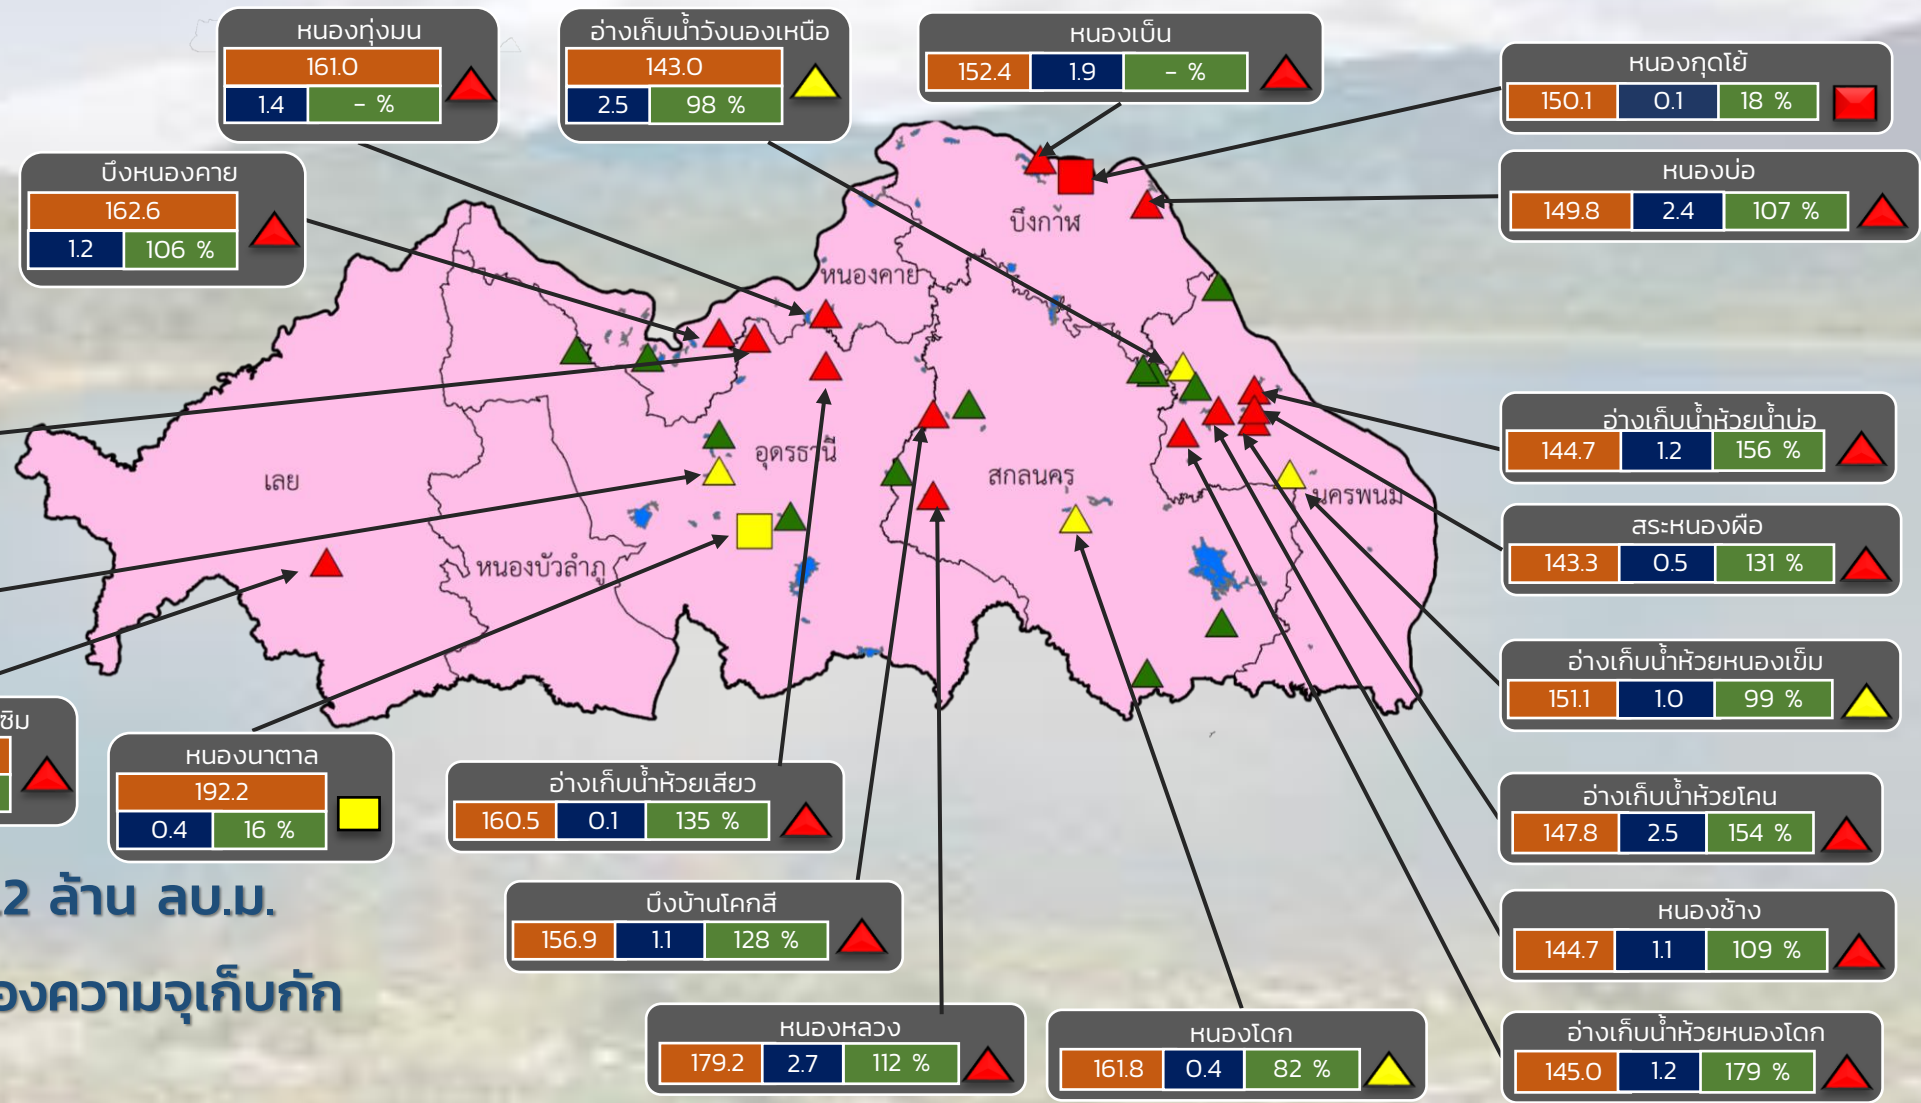 หนองทุ่งมน
161.0
1.4 - %
อ่างเก็บน้ำวังนองเหนือ
143.0
2.5 98 %
หนองเบ็น
152.4 1.9 - %
หนองกุดโย้
150.1 0.1 18 %
บึงหนองคาย
162.6
1.2 106 %
หนองบ่อ
149.8 2.4 107 %
บึงกาฬ
หนองคาย
อุดรธานี
เลย
สกลนคร
นครพนม
หนองบัวลำภู
อ่างเก็บน้ำห้วยน้ำบ่อ
144.7 1.2 156 %
สระหนองผือ
143.3 0.5 131 %
อ่างเก็บน้ำห้วยหนองเข็ม
151.1 1.0 99 %
ซิม
หนองนาตาล
192.2
0.4 16 %
อ่างเก็บน้ำห้วยเสียว
160.5 0.1 135 %
อ่างเก็บน้ำห้วยโคน
147.8 2.5 154 %
.2 ล้าน ลบ.ม.
บึงบ้านโคกสี
156.9 1.1 128 %
หนองช้าง
144.7 1.1 109 %
องความจุเก็บกัก
หนองหลวง
179.2 2.7 112 %
หนองโดก
161.8 0.4 82 %
อ่างเก็บน้ำห้วยหนองโดก
145.0 1.2 179 %